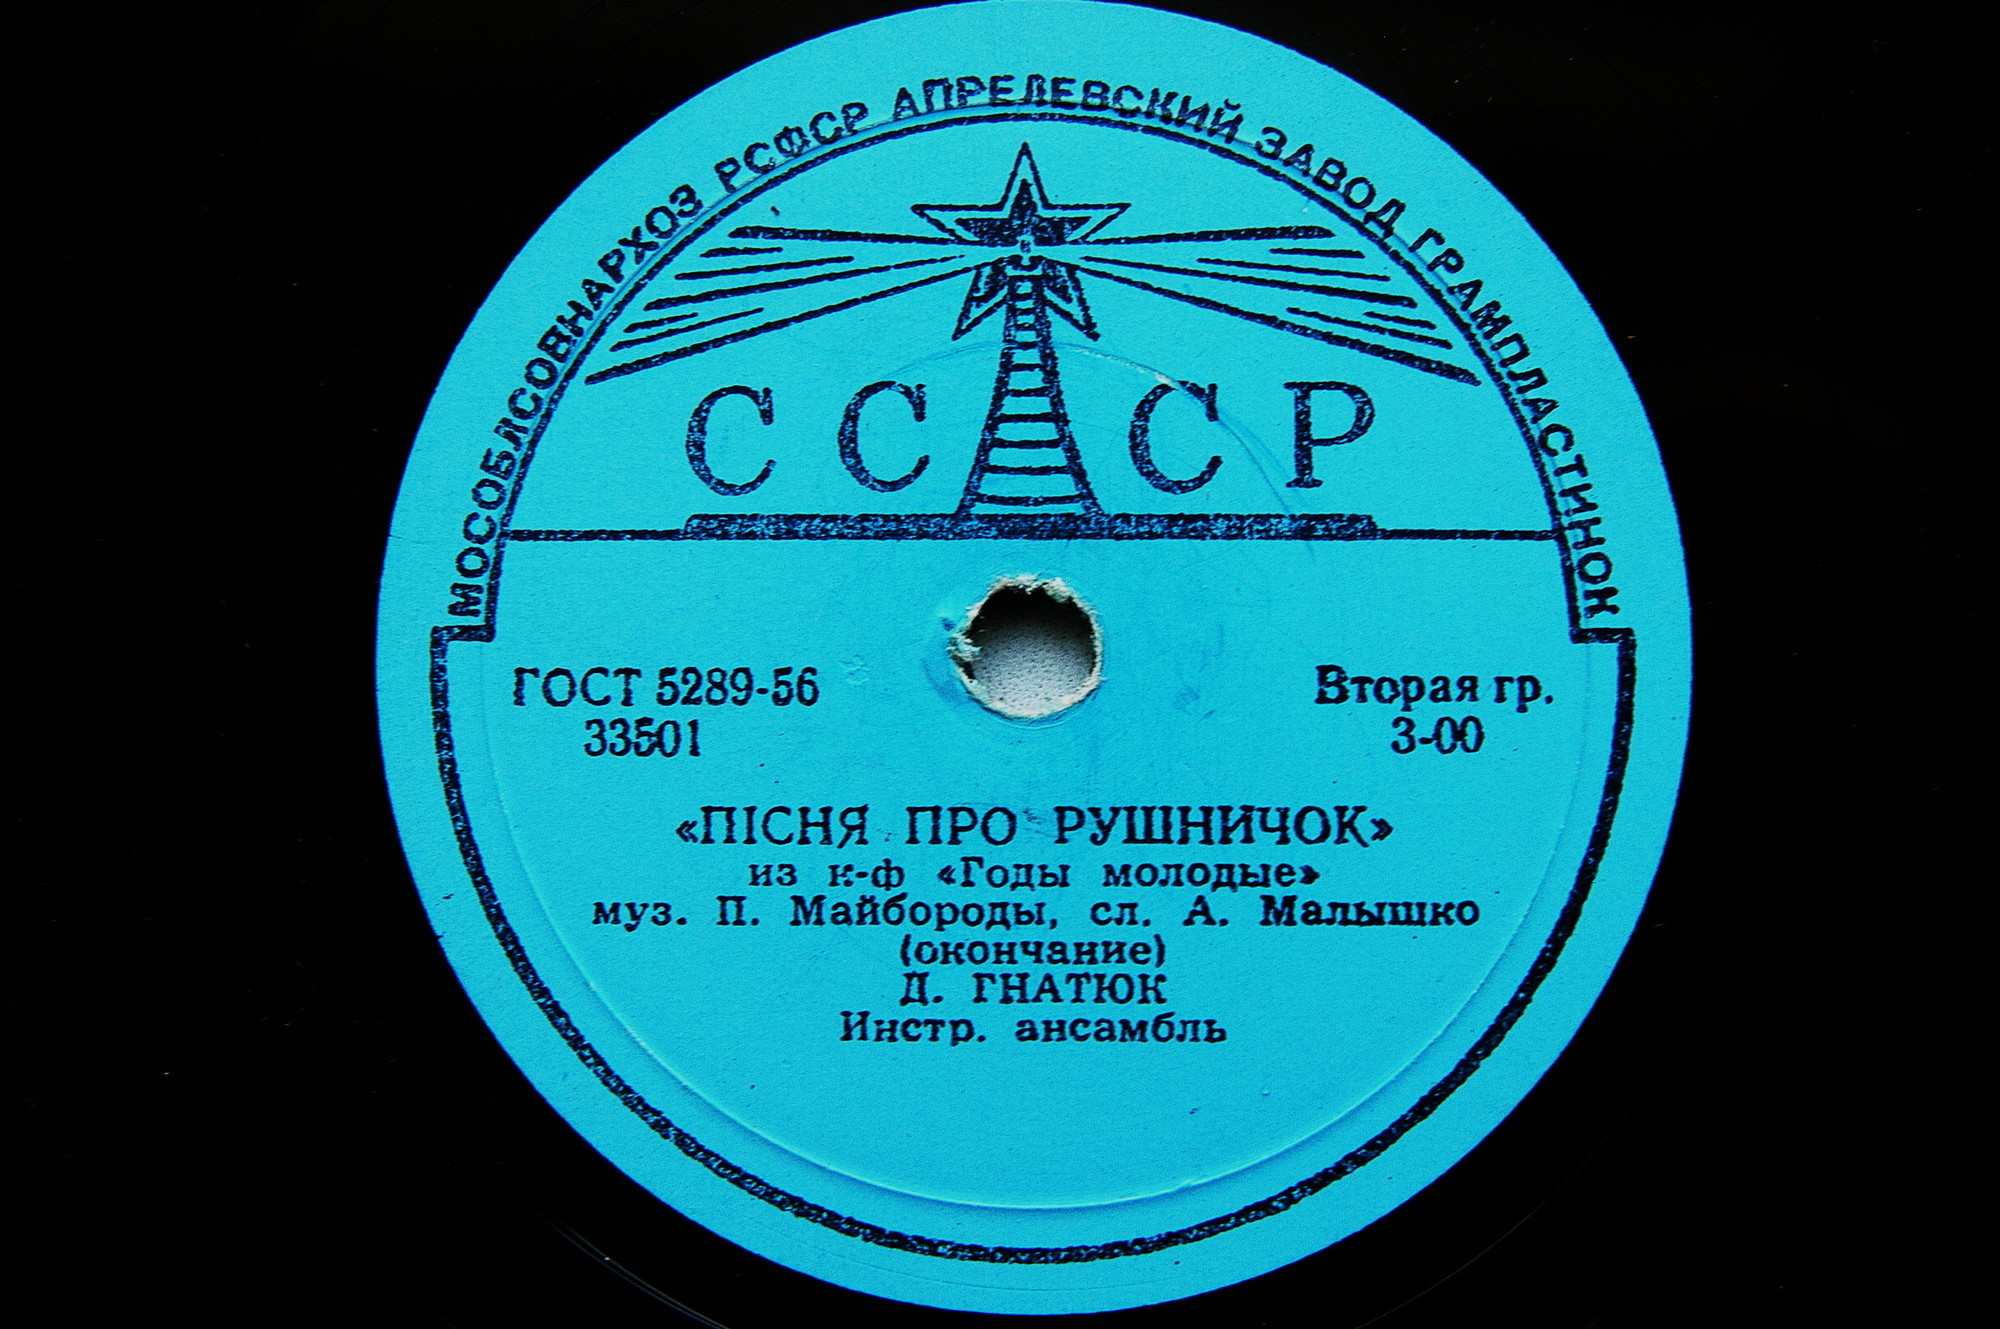 МОСОБЛСОВНАРХОЗ РСФСР АПРЕЛЕВСКИЙ ЗАВОД ГРАМПЛАСТИНОК
СССР
ГОСТ 5289-56
33501
Вторая гр.
3-00
«ПІСНЯ ПРО РУШНИЧОК»
из к-ф «Годы молодые»
муз. П. Майбороды, сл. А. Малышко
(окончание)
Д. ГНАТЮК
Инстр. ансамбль